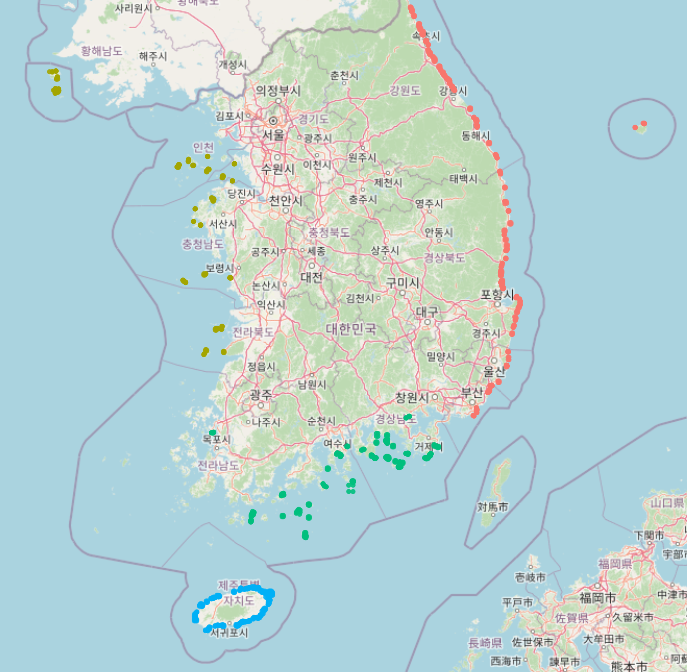 사리원시
황해북도
속초시
황해남도
해주시
개성시
춘천시
강원도
강릉시
의정부시
김포시
경기도
서울
광주시
동해시
인천
수원시
이천시
원주시
태백시
제천시
당진시
천안시
충주시
영주시
서산시
충청북도
안동시
충청남도
공주시
세종
상주시
경상북도
보령시
대전
논산시
구미시
김천시
포항시
익산시
대한민국
대구
경주시
전라북도
밀양시
정읍시
울산
남원시
광주
창원시
부산
나주시
순천시
경상남도
목포시
여수시
거제시
전라남도
対馬市
山口県
下関市
宇部市
福岡県
제주특별
자치도
壱岐市
福岡市
中津市
平戸市
佐賀県
久留米市
서귀포시
長崎県
佐世保市
大牟田市
西海市
諫早市
熊本市